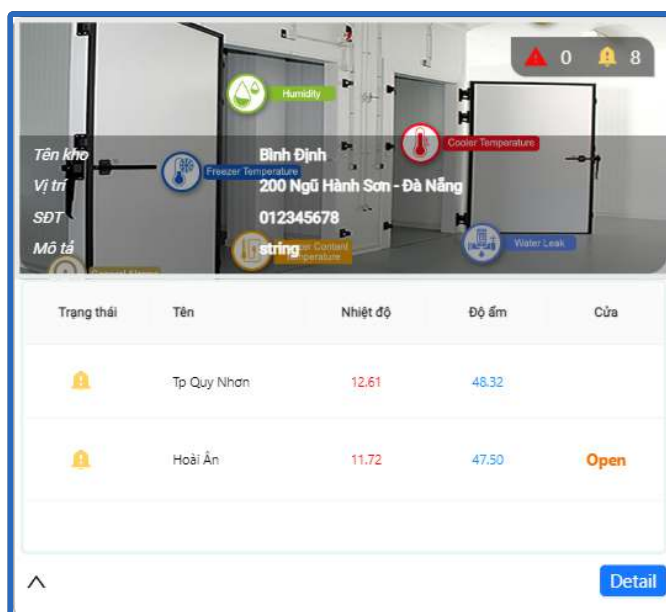 0 8
Humidity
Cooler Temperature
Tên kho Bình Định
Freezer Temperature
Vị trí 200 Ngũ Hành Sơn - Đà Nẵng
SĐT 012345678
Mô tả string
Content
Temperature
Water Leak
Trạng thái Tên Nhiệt độ Độ ẩm Cửa
Tp Quy Nhơn 12.61 48.32
Hoài Ân 11.72 47.50 Open
Detail